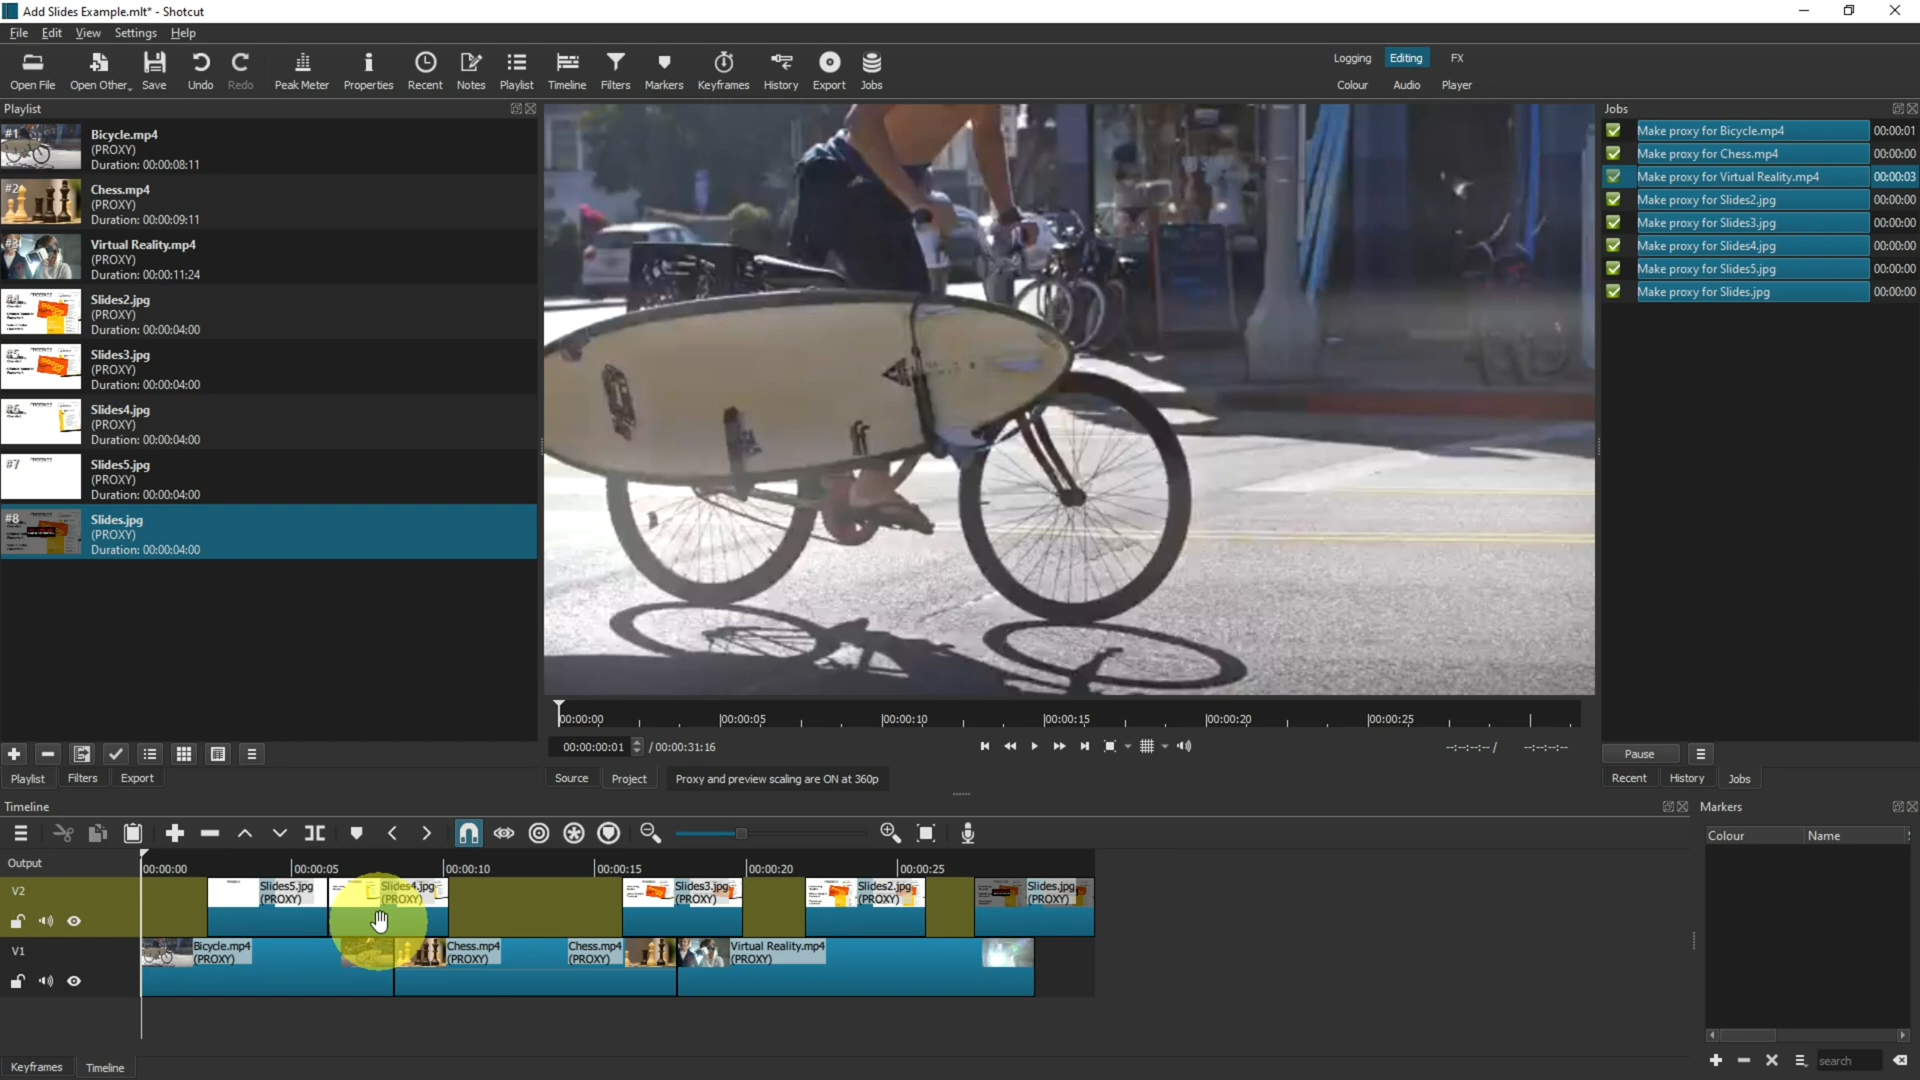 Add Slides Example.mlt* - Shotcut
File Edit View Settings Help
Open File Open Other Save Undo Redo Peak Meter Properties Recent Notes Playlist Timeline Filters Markers Keyframes History Export Jobs
Logging Editing FX
Colour Audio Player
Playlist
#1 Bicycle.mp4
(PROXY)
Duration: 00:00:08:11
#2 Chess.mp4
(PROXY)
Duration: 00:00:09:11
#3 Virtual Reality.mp4
(PROXY)
Duration: 00:00:11:24
#4 Slides2.jpg
(PROXY)
Duration: 00:00:04:00
#5 Slides3.jpg
(PROXY)
Duration: 00:00:04:00
#6 Slides4.jpg
(PROXY)
Duration: 00:00:04:00
#7 Slides5.jpg
(PROXY)
Duration: 00:00:04:00
#8 Slides.jpg
(PROXY)
Duration: 00:00:04:00
Playlist Filters Export
00:00:00 00:00:05 00:00:10 00:00:15 00:00:20 00:00:25
00:00:00:01 / 00:00:31:16
--:--:--:-- / --:--:--:--
Source Project Proxy and preview scaling are ON at 360p
Jobs
Make proxy for Bicycle.mp4 00:00:01
Make proxy for Chess.mp4 00:00:00
Make proxy for Virtual Reality.mp4 00:00:03
Make proxy for Slides2.jpg 00:00:00
Make proxy for Slides3.jpg 00:00:00
Make proxy for Slides4.jpg 00:00:00
Make proxy for Slides5.jpg 00:00:00
Make proxy for Slides.jpg 00:00:00
Pause
Recent History Jobs
Timeline
Output
00:00:00 00:00:05 00:00:10 00:00:15 00:00:20 00:00:25
V2
Slides5.jpg
(PROXY)
Slides4.jpg
(PROXY)
Slides3.jpg
(PROXY)
Slides2.jpg
(PROXY)
Slides.jpg
(PROXY)
V1
Bicycle.mp4
(PROXY)
Chess.mp4
(PROXY)
Chess.mp4
(PROXY)
Virtual Reality.mp4
(PROXY)
Keyframes Timeline
Markers
Colour Name
search